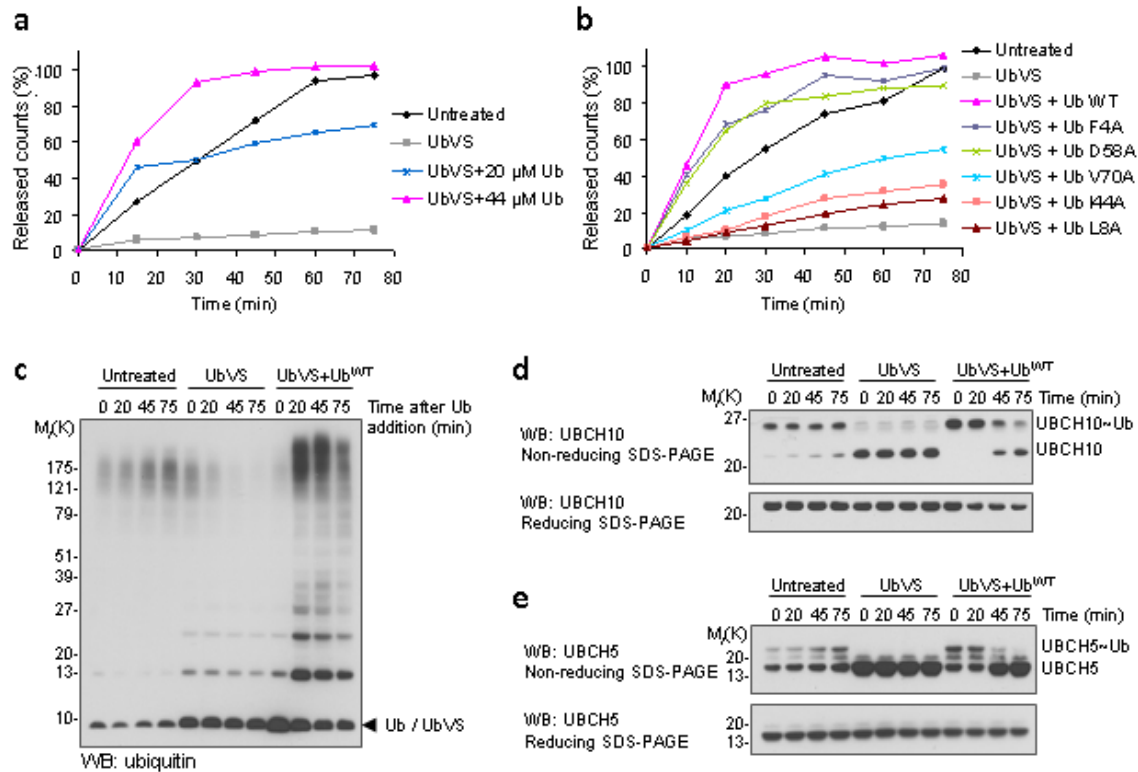 a
Released counts (%)
100
80
60
40
20
0
0 10 20 30 40 50 60 70 80
Time (min)
Untreated
UbVS
UbVS+20 µM Ub
UbVS+44 µM Ub
b
Released counts (%)
100
80
60
40
20
0
0 10 20 30 40 50 60 70 80
Time (min)
Untreated
UbVS
UbVS + Ub WT
UbVS + Ub F4A
UbVS + Ub D58A
UbVS + Ub V70A
UbVS + Ub I44A
UbVS + Ub L8A
c
Untreated UbVS UbVS+Ub^WT
0 20 45 75 0 20 45 75 0 20 45 75 Time after Ub
addition (min)
Mr(K)
175-
121-
79-
51-
39-
27-
20-
13-
10-
Ub / UbVS
WB: ubiquitin
d
Untreated UbVS UbVS+Ub^WT
Mr(K) 0 20 45 75 0 20 45 75 0 20 45 75 Time (min)
27-
20-
UBCH10~Ub
UBCH10
WB: UBCH10
Non-reducing SDS-PAGE
WB: UBCH10
Reducing SDS-PAGE
20-
e
Untreated UbVS UbVS+Ub^WT
Mr(K) 0 20 45 75 0 20 45 75 0 20 45 75 Time (min)
20-
13-
UBCH5~Ub
UBCH5
WB: UBCH5
Non-reducing SDS-PAGE
WB: UBCH5
Reducing SDS-PAGE
20-
13-